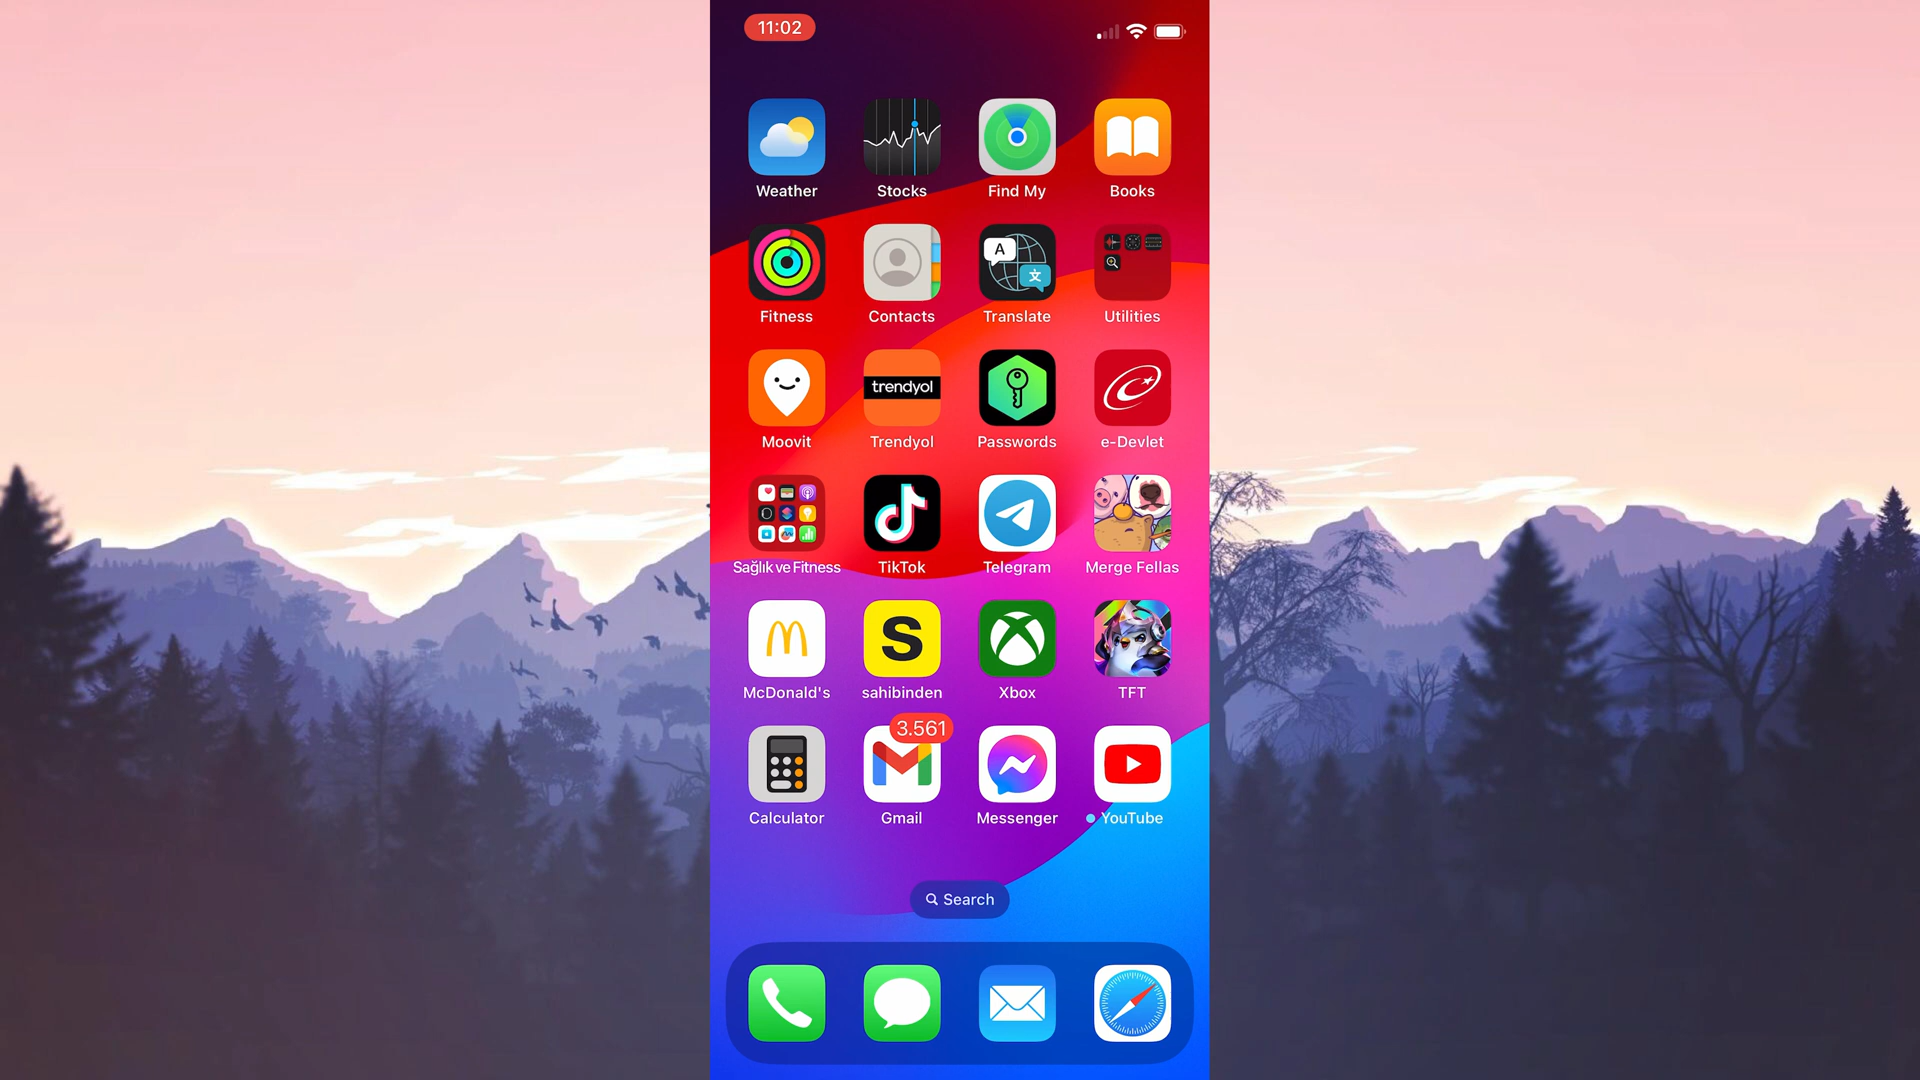 11:02
Weather Stocks Find My Books
A
文
Fitness Contacts Translate Utilities
trendyol
Moovit Trendyol Passwords e-Devlet
Sağlık ve Fitness TikTok Telegram Merge Fellas
S
McDonald's sahibinden Xbox TFT
3.561
Calculator Gmail Messenger YouTube
Search